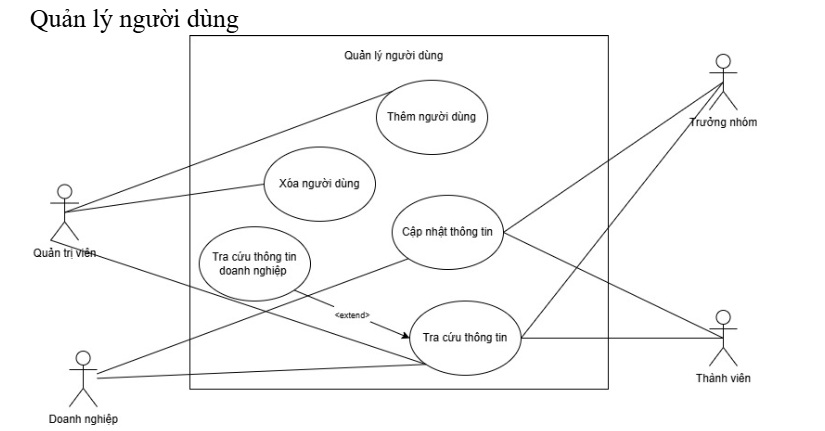 Quản lý người dùng
Quản lý người dùng
Thêm người dùng
Trưởng nhóm
Xóa người dùng
Quản trị viên
Cập nhật thông tin
Tra cứu thông tin
doanh nghiệp
<extend>
Tra cứu thông tin
Thành viên
Doanh nghiệp